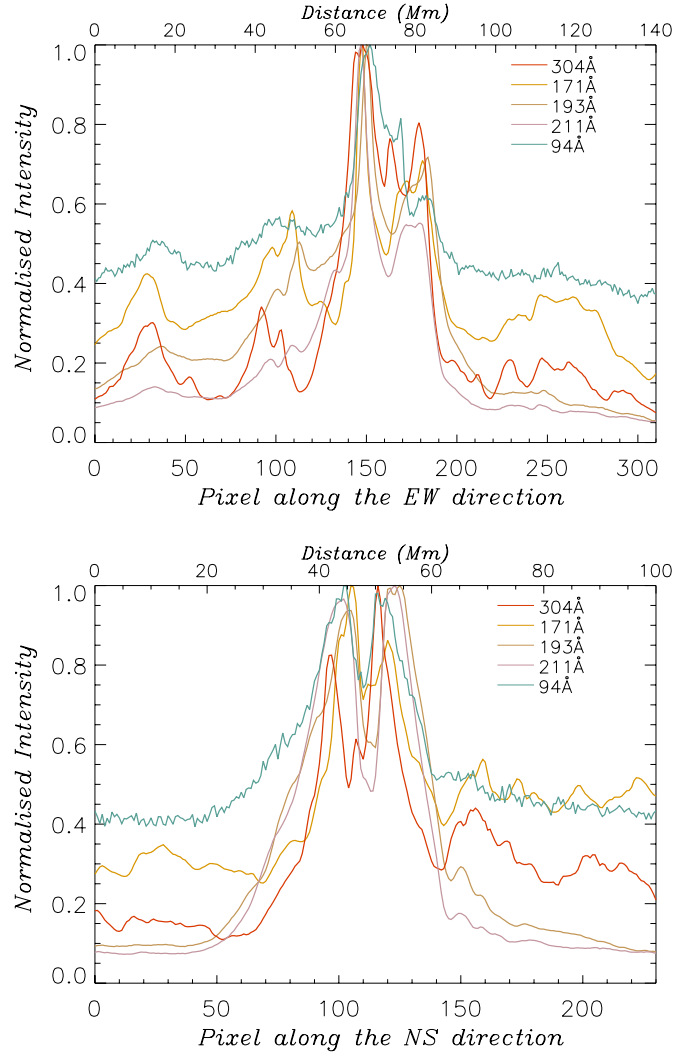 Distance (Mm)
0 20 40 60 80 100 120 140
1.0
0.8
0.6
0.4
0.2
0.0
Normalised Intensity
304Å
171Å
193Å
211Å
94Å
0 50 100 150 200 250 300
Pixel along the EW direction
Distance (Mm)
0 20 40 60 80 100
1.0
0.8
0.6
0.4
0.2
0.0
Normalised Intensity
304Å
171Å
193Å
211Å
94Å
0 50 100 150 200
Pixel along the NS direction